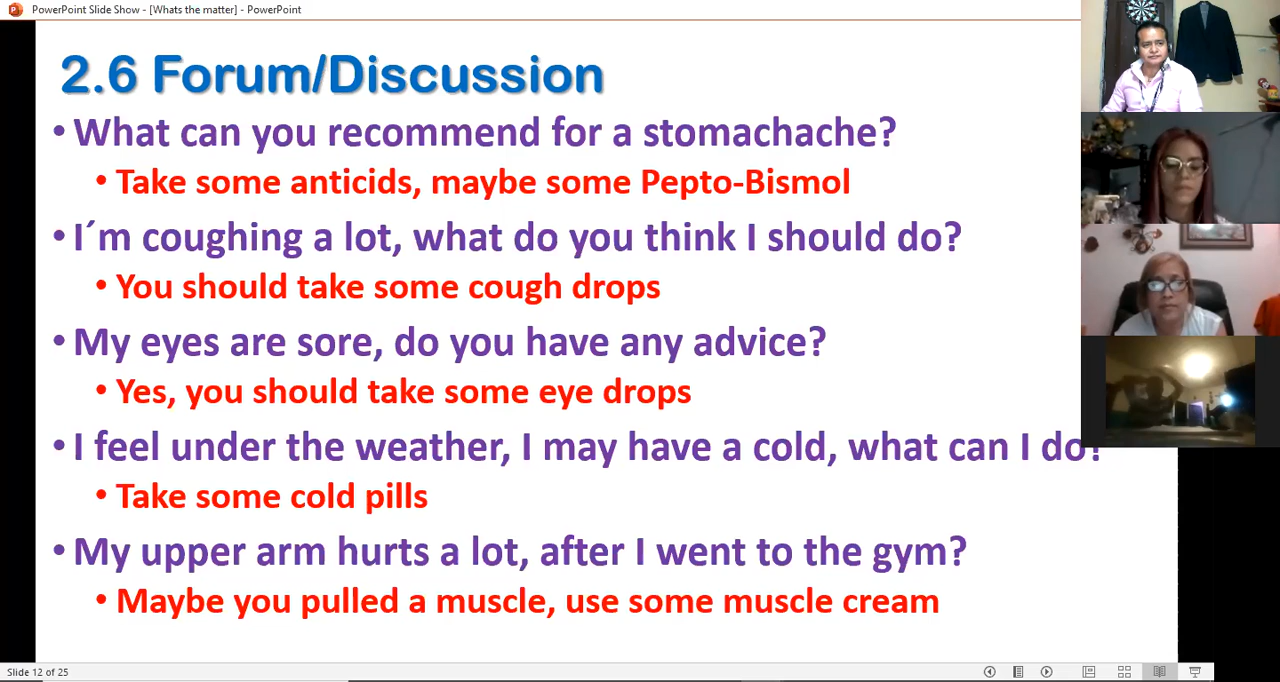 PowerPoint Slide Show - [Whats the matter] - PowerPoint
2.6 Forum/Discussion
• What can you recommend for a stomachache?
• Take some anticids, maybe some Pepto-Bismol
• I´m coughing a lot, what do you think I should do?
• You should take some cough drops
• My eyes are sore, do you have any advice?
• Yes, you should take some eye drops
• I feel under the weather, I may have a cold, what can I do?
• Take some cold pills
• My upper arm hurts a lot, after I went to the gym?
• Maybe you pulled a muscle, use some muscle cream
Slide 12 of 25